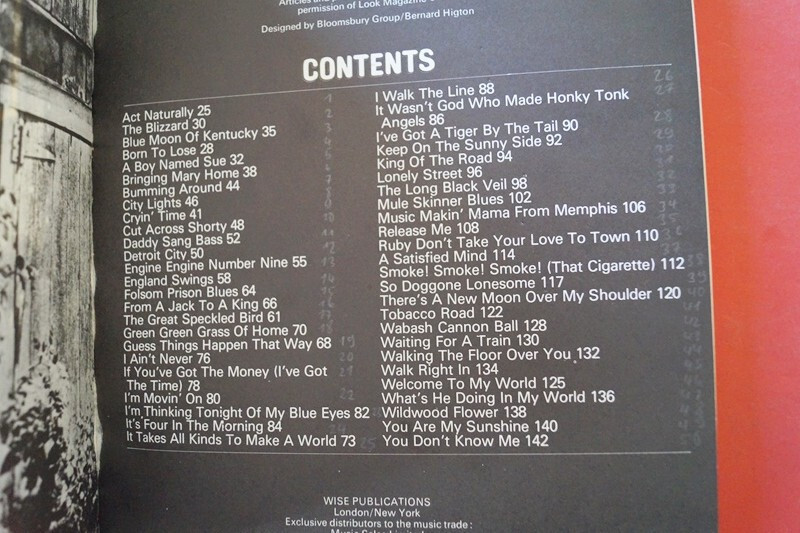 permission of Look Magazine
Designed by Bloomsbury Group/Bernard Higton
CONTENTS
Act Naturally 25
The Blizzard 30
Blue Moon Of Kentucky 35
Born To Lose 28
A Boy Named Sue 32
Bringing Mary Home 38
Bumming Around 44
City Lights 46
Cryin' Time 41
Cut Across Shorty 48
Daddy Sang Bass 52
Detroit City 50
Engine Engine Number Nine 55
England Swings 58
Folsom Prison Blues 64
From A Jack To A King 66
The Great Speckled Bird 61
Green Green Grass Of Home 70
Guess Things Happen That Way 68
I Ain't Never 76
If You've Got The Money (I've Got
The Time) 78
I'm Movin' On 80
I'm Thinking Tonight Of My Blue Eyes 82
It's Four In The Morning 84
It Takes All Kinds To Make A World 73
I Walk The Line 88
It Wasn't God Who Made Honky Tonk
Angels 86
I've Got A Tiger By The Tail 90
Keep On The Sunny Side 92
King Of The Road 94
Lonely Street 96
The Long Black Veil 98
Mule Skinner Blues 102
Music Makin' Mama From Memphis 106
Release Me 108
Ruby Don't Take Your Love To Town 110
A Satisfied Mind 114
Smoke! Smoke! Smoke! (That Cigarette) 112
So Doggone Lonesome 117
There's A New Moon Over My Shoulder 120
Tobacco Road 122
Wabash Cannon Ball 128
Waiting For A Train 130
Walking The Floor Over You 132
Walk Right In 134
Welcome To My World 125
What's He Doing In My World 136
Wildwood Flower 138
You Are My Sunshine 140
You Don't Know Me 142
WISE PUBLICATIONS
London/New York
Exclusive distributors to the music trade: